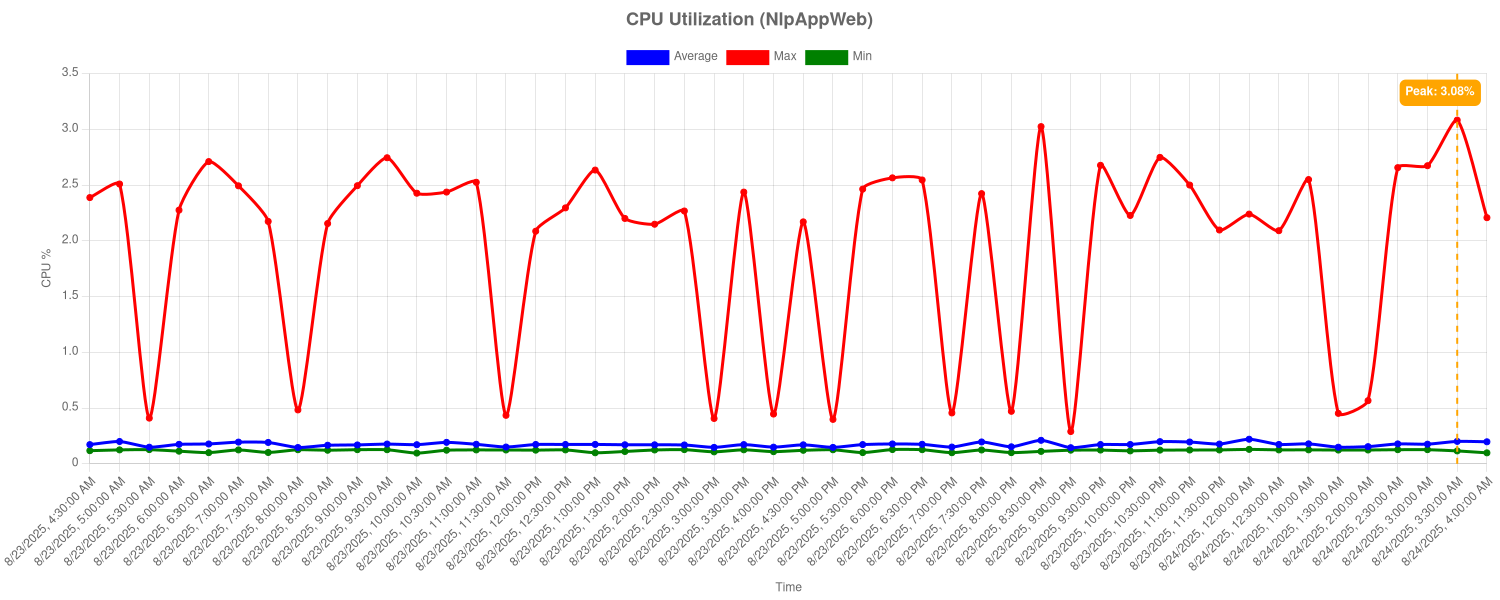 CPU Utilization (NlpAppWeb)
Average
Max
Min
Peak: 3.08%
3.5
3.0
2.5
2.0
1.5
1.0
0.5
0
CPU %
8/23/2025, 4:30:00 AM
8/23/2025, 5:00:00 AM
8/23/2025, 5:30:00 AM
8/23/2025, 6:00:00 AM
8/23/2025, 6:30:00 AM
8/23/2025, 7:00:00 AM
8/23/2025, 7:30:00 AM
8/23/2025, 8:00:00 AM
8/23/2025, 8:30:00 AM
8/23/2025, 9:00:00 AM
8/23/2025, 9:30:00 AM
8/23/2025, 10:00:00 AM
8/23/2025, 10:30:00 AM
8/23/2025, 11:00:00 AM
8/23/2025, 11:30:00 AM
8/23/2025, 12:00:00 PM
8/23/2025, 12:30:00 PM
8/23/2025, 1:00:00 PM
8/23/2025, 1:30:00 PM
8/23/2025, 2:00:00 PM
8/23/2025, 2:30:00 PM
8/23/2025, 3:00:00 PM
8/23/2025, 3:30:00 PM
8/23/2025, 4:00:00 PM
8/23/2025, 4:30:00 PM
8/23/2025, 5:00:00 PM
8/23/2025, 5:30:00 PM
8/23/2025, 6:00:00 PM
8/23/2025, 6:30:00 PM
8/23/2025, 7:00:00 PM
8/23/2025, 7:30:00 PM
8/23/2025, 8:00:00 PM
8/23/2025, 8:30:00 PM
8/23/2025, 9:00:00 PM
8/23/2025, 9:30:00 PM
8/23/2025, 10:00:00 PM
8/23/2025, 10:30:00 PM
8/23/2025, 11:00:00 PM
8/23/2025, 11:30:00 PM
8/24/2025, 12:00:00 AM
8/24/2025, 12:30:00 AM
8/24/2025, 1:00:00 AM
8/24/2025, 1:30:00 AM
8/24/2025, 2:00:00 AM
8/24/2025, 2:30:00 AM
8/24/2025, 3:00:00 AM
8/24/2025, 3:30:00 AM
8/24/2025, 4:00:00 AM
Time